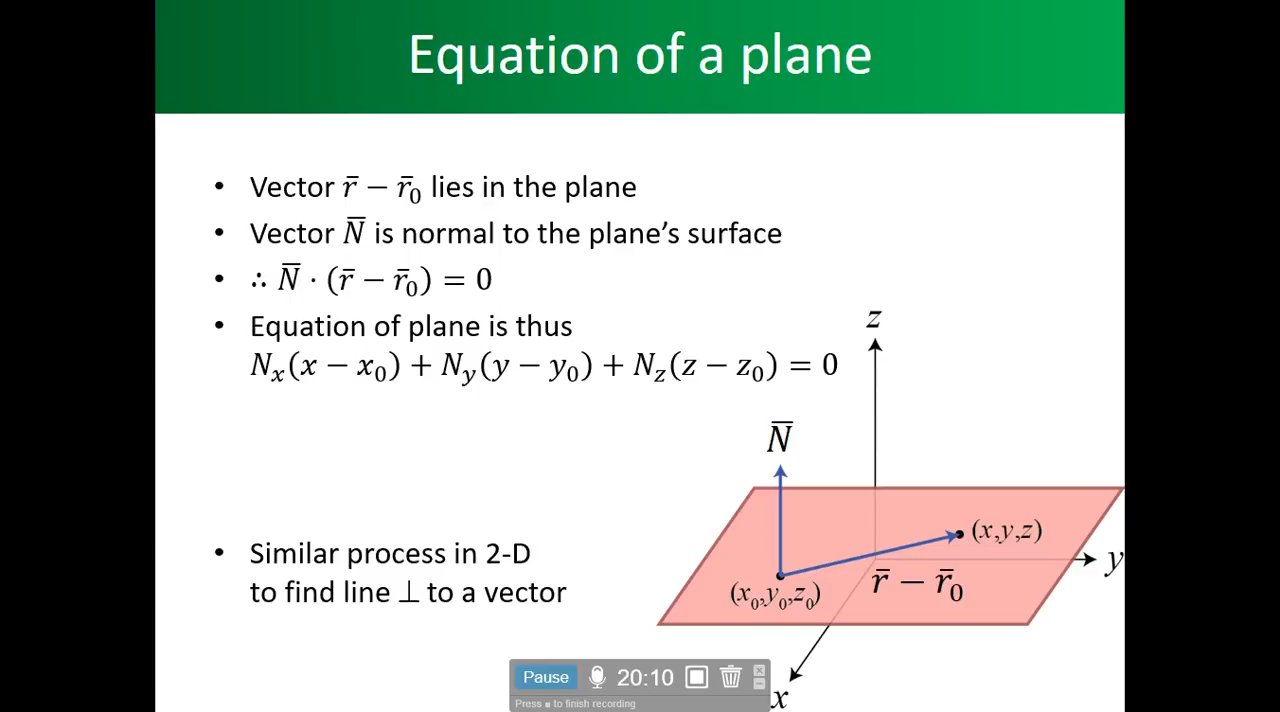 Equation of a plane
• Vector r̄ − r̄₀ lies in the plane
• Vector N̄ is normal to the plane’s surface
• ∴ N̄ · (r̄ − r̄₀) = 0
• Equation of plane is thus
Nₓ(x − x₀) + N_y(y − y₀) + N_z(z − z₀) = 0
z
N̄
(x,y,z)
y
• Similar process in 2-D
to find line ⊥ to a vector
r̄ − r̄₀
(x₀,y₀,z₀)
x
Pause 20:10
Press ■ to finish recording